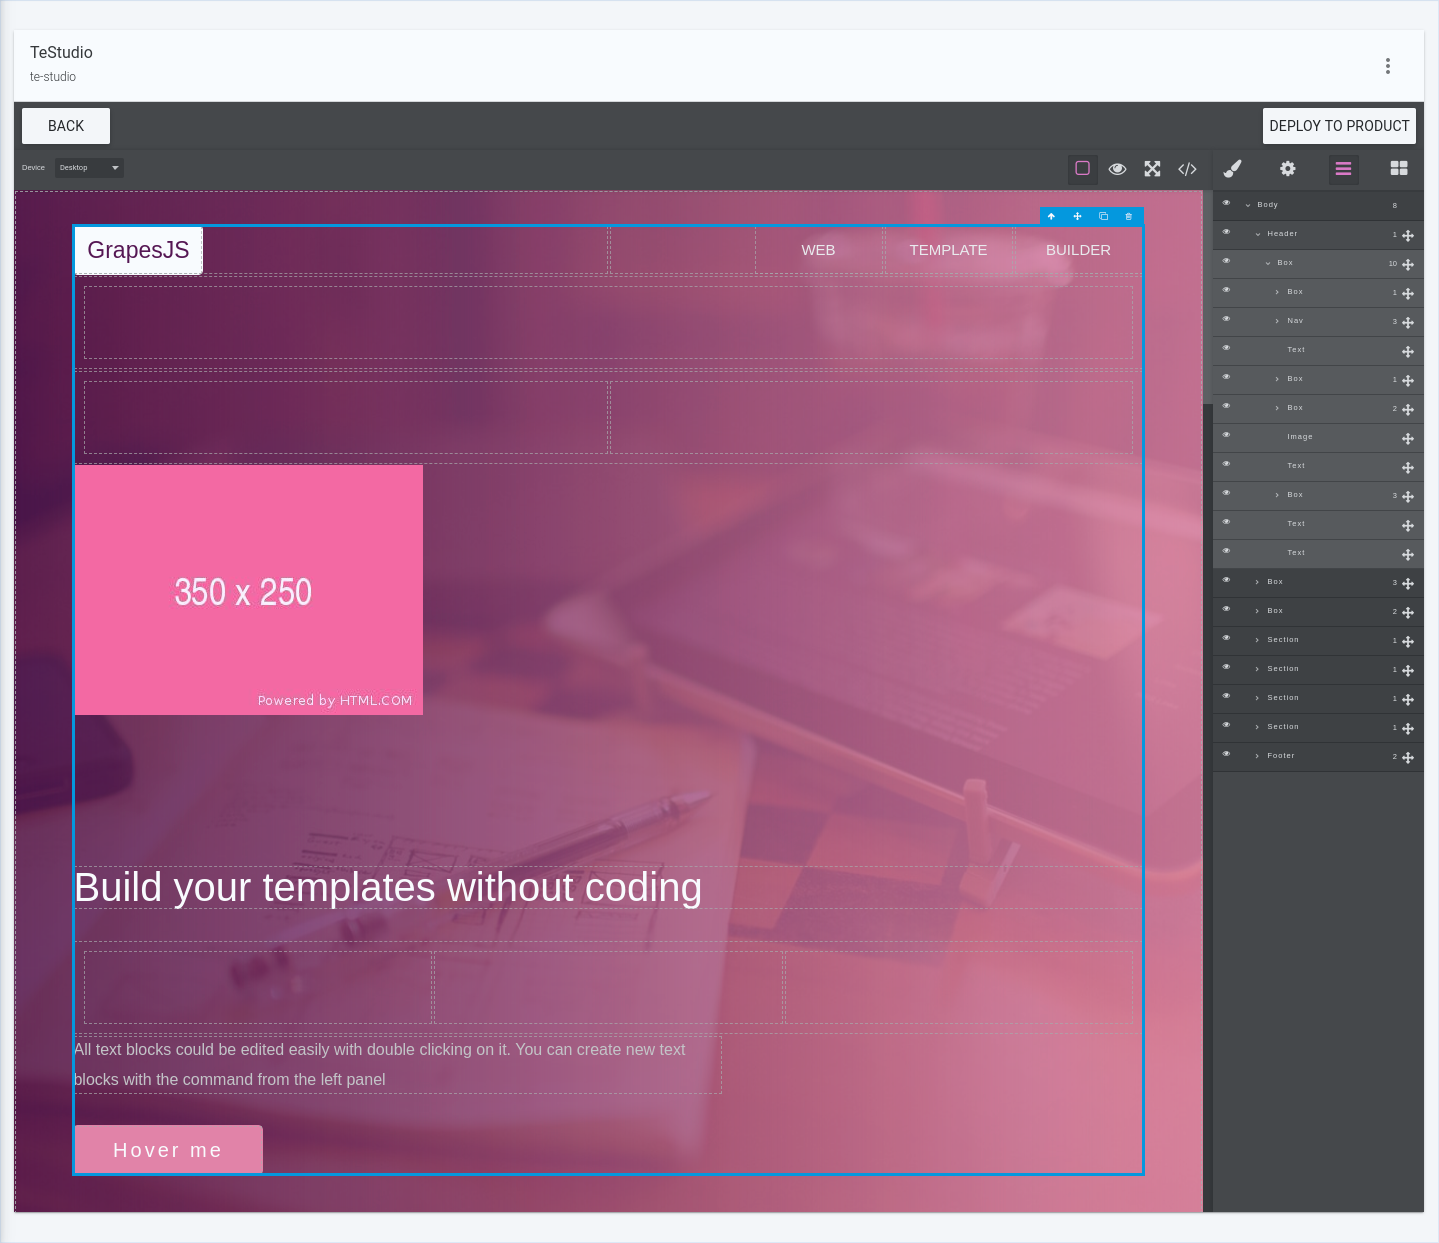 TeStudio
te-studio
BACK
DEPLOY TO PRODUCT
Device
Desktop
GrapesJS
WEB
TEMPLATE
BUILDER
350 x 250
Powered by HTML.COM
Build your templates without coding
All text blocks could be edited easily with double clicking on it. You can create new text
blocks with the command from the left panel
Hover me
Body 8
Header 1
Box 10
Box 1
Nav 3
Text
Box 1
Box 2
Image
Text
Box 3
Text
Text
Box 3
Box 2
Section 1
Section 1
Section 1
Section 1
Footer 2